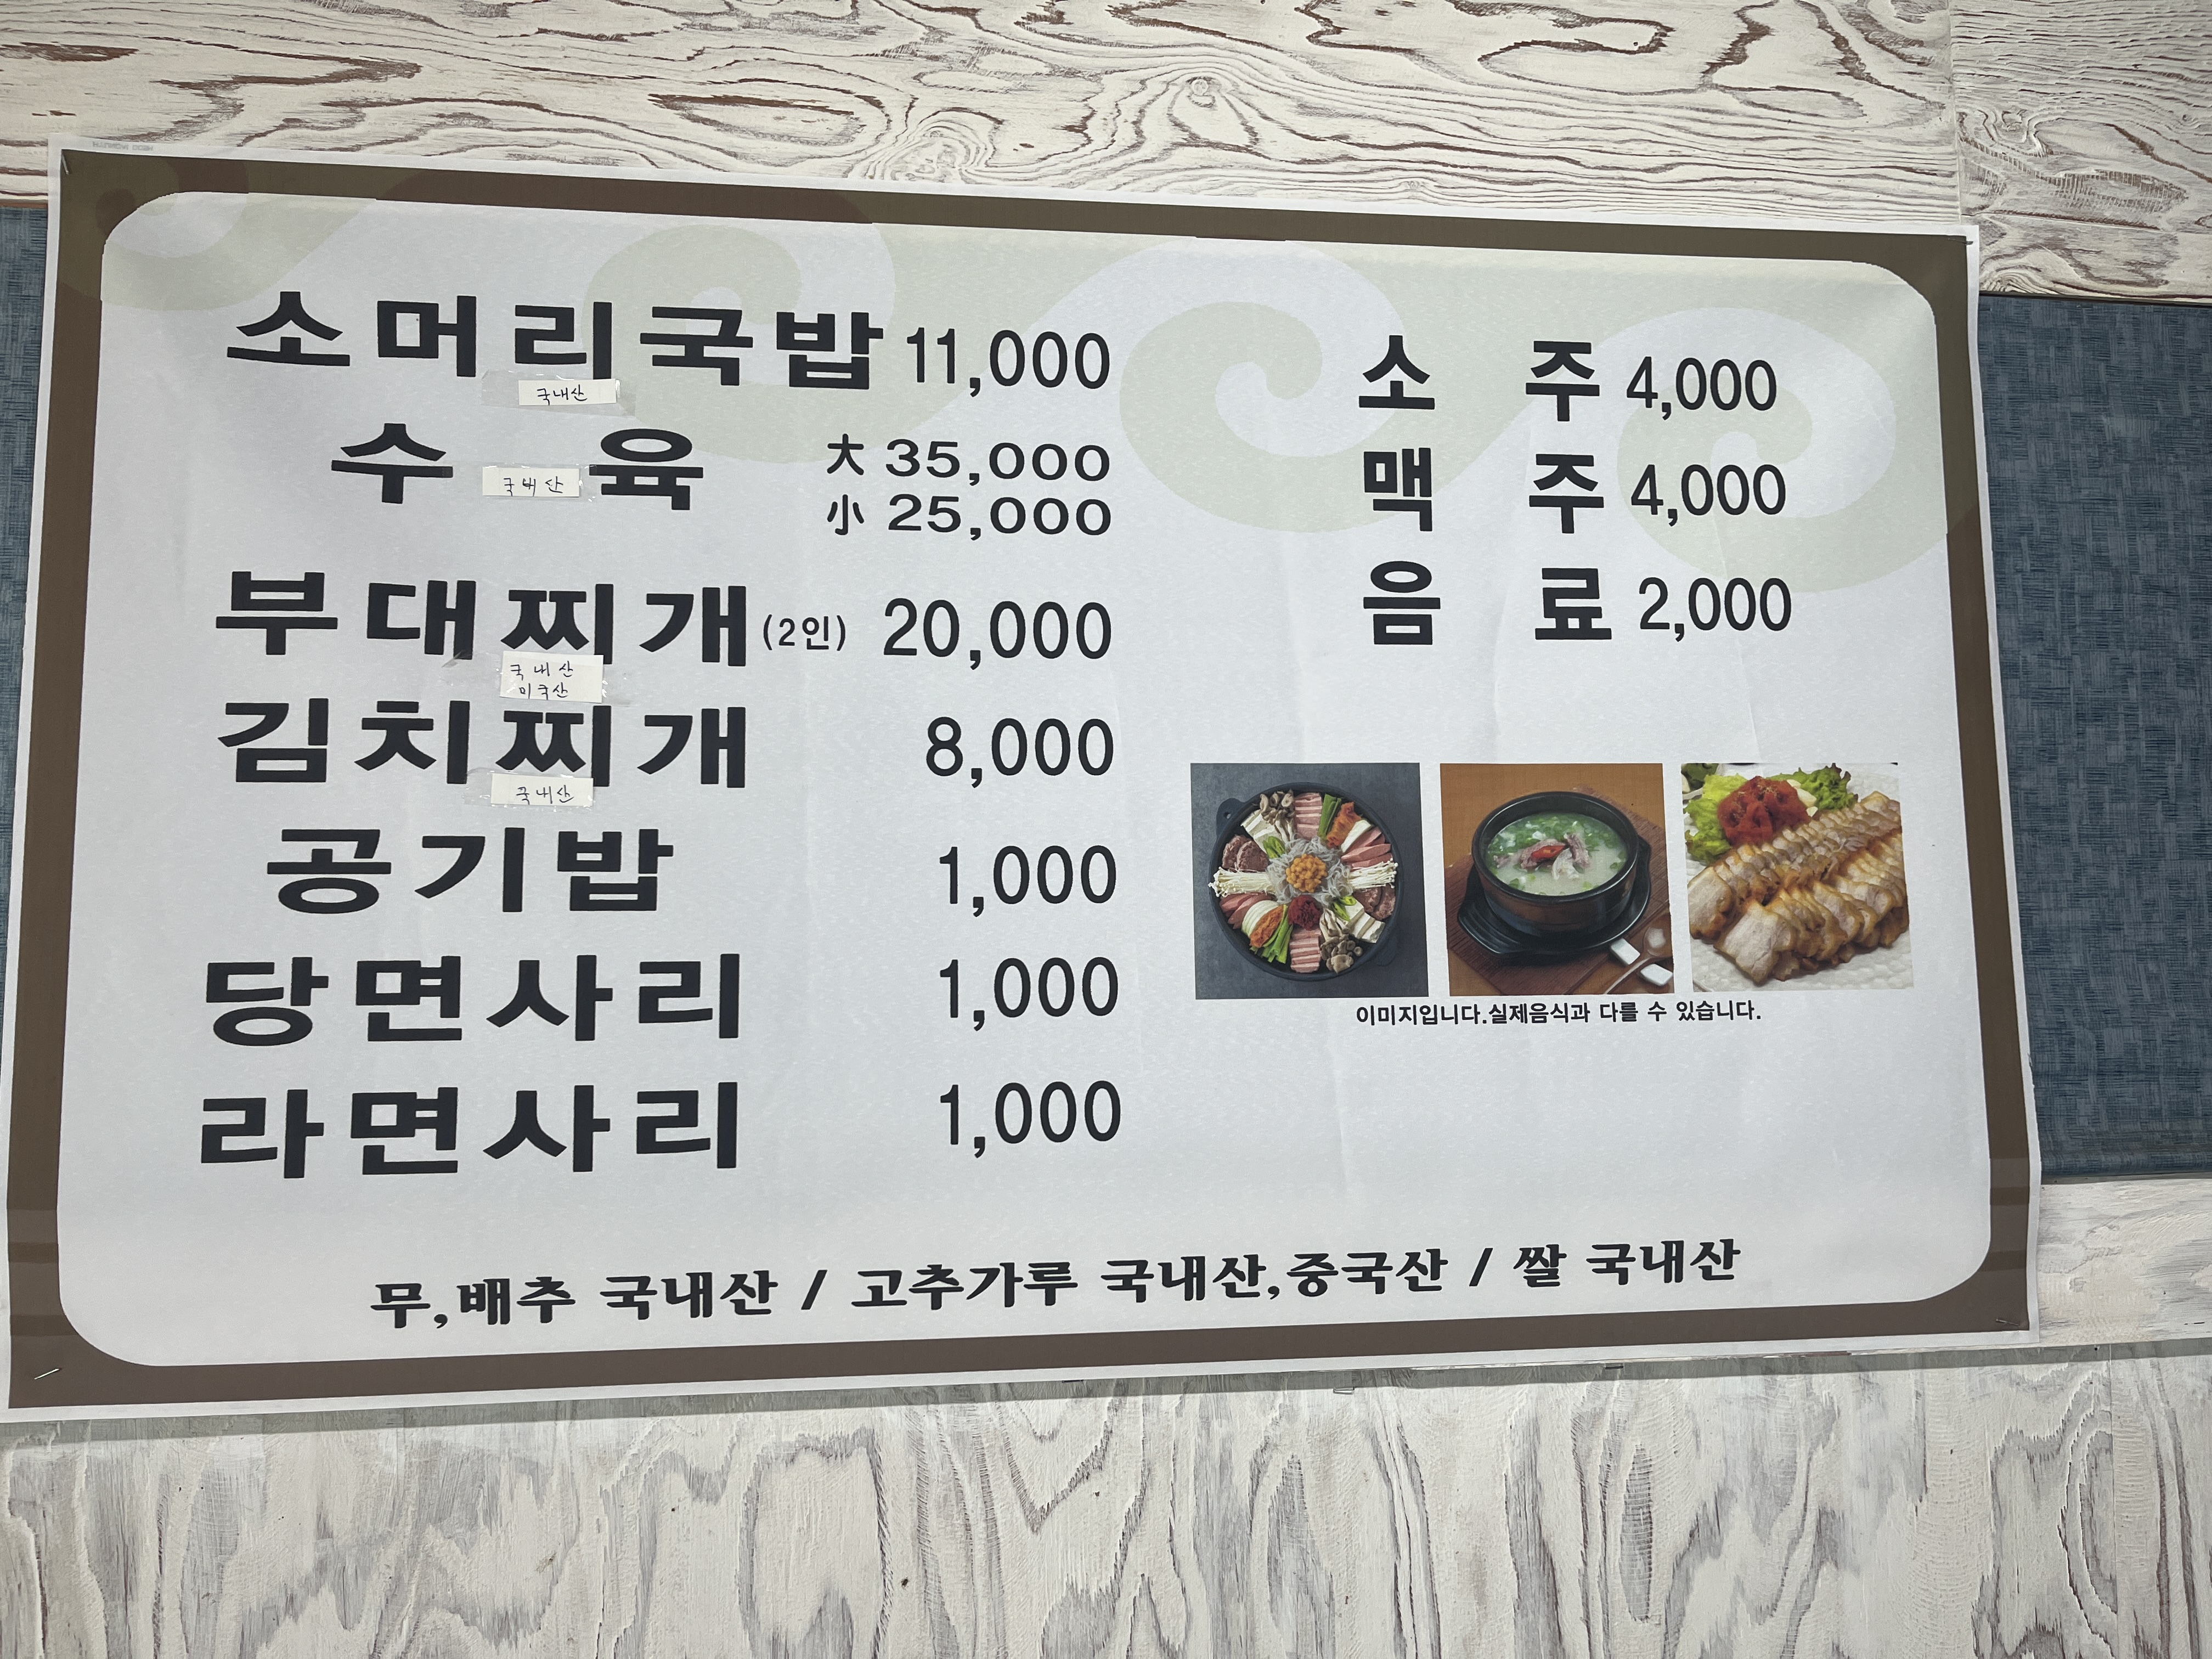 소머리국밥 11,000
국내산
수육 大 35,000
국내산
小 25,000
부대찌개(2인) 20,000
국내산
미국산
김치찌개 8,000
국내산
공기밥 1,000
당면사리 1,000
라면사리 1,000
소주 4,000
맥주 4,000
음료 2,000
이미지입니다.실제음식과 다를 수 있습니다.
무,배추 국내산 / 고추가루 국내산,중국산 / 쌀 국내산